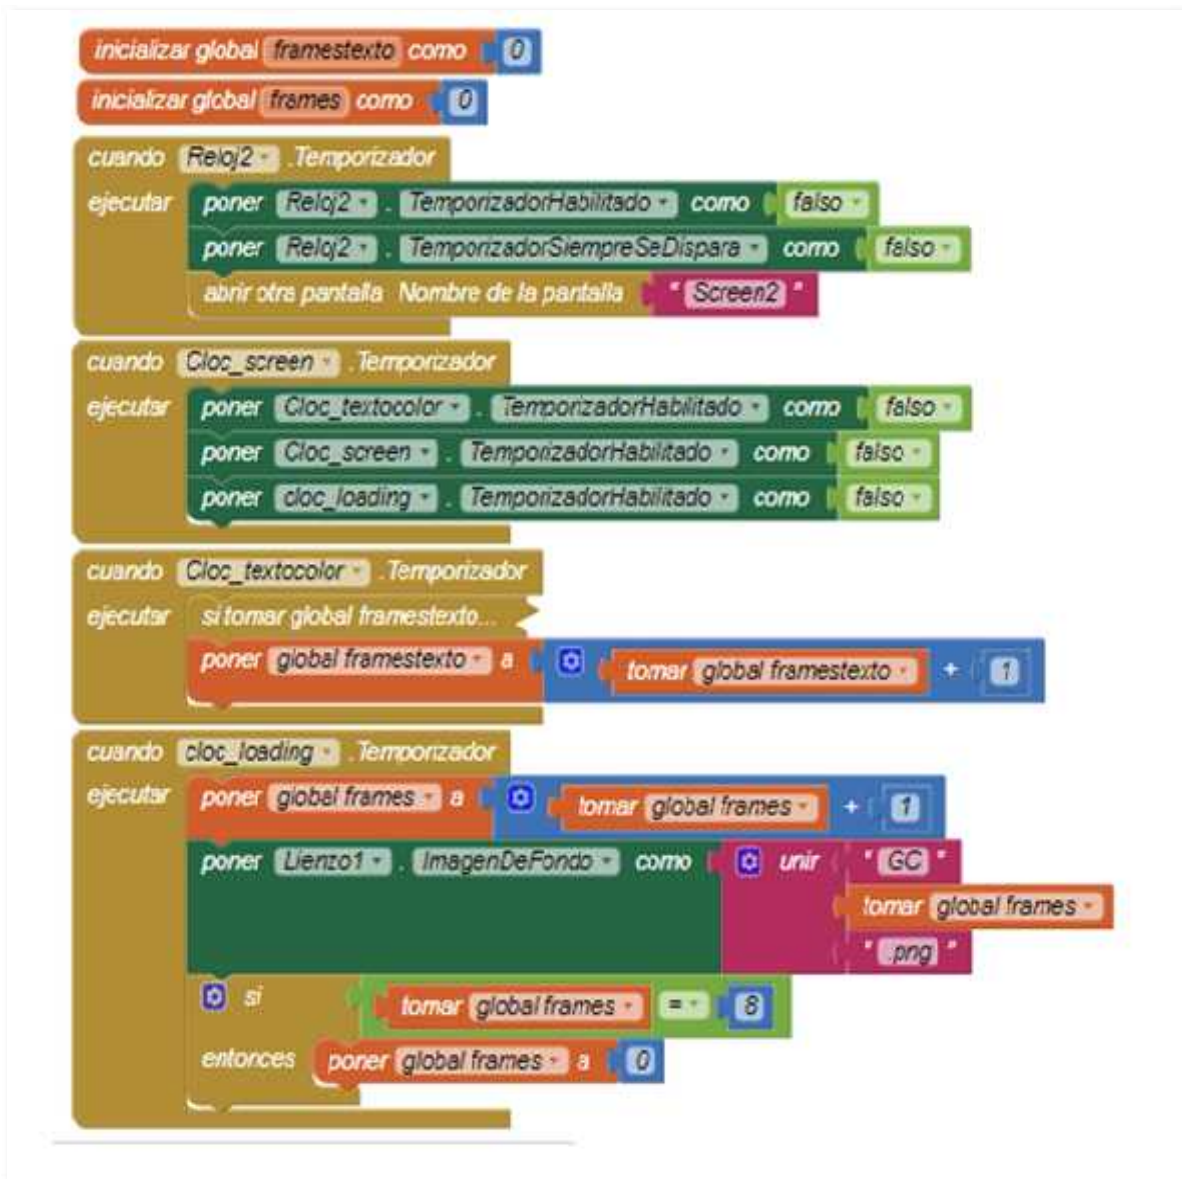 inicializar global framestexto como 0
inicializar global frames como 0
cuando Reloj2 .Temporizador
ejecutar poner Reloj2 . TemporizadorHabilitado como falso
poner Reloj2 . TemporizadorSiempreSeDispara como falso
abrir otra pantalla Nombre de la pantalla " Screen2 "
cuando Cloc_screen .Temporizador
ejecutar poner Cloc_textocolor . TemporizadorHabilitado como falso
poner Cloc_screen . TemporizadorHabilitado como falso
poner cloc_loading . TemporizadorHabilitado como falso
cuando Cloc_textocolor .Temporizador
ejecutar si tomar global framestexto...
poner global framestexto a tomar global framestexto + 1
cuando cloc_loading .Temporizador
ejecutar poner global frames a tomar global frames + 1
poner Lienzo1 . ImagenDeFondo como unir " GC "
tomar global frames
" .png "
si tomar global frames = 8
entonces poner global frames a 0